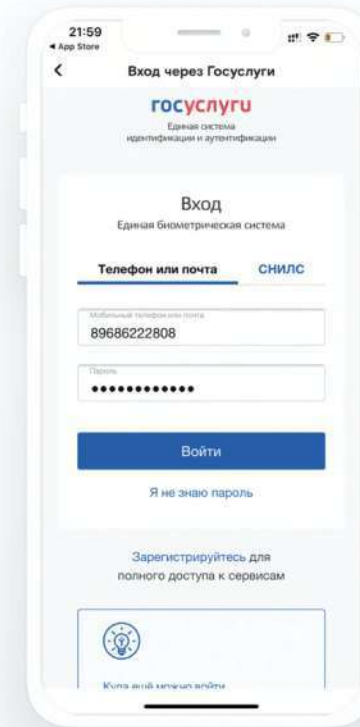 21:59
◀ App Store
Вход через Госуслуги
госуслуги
Единая система
идентификации и аутентификации
Вход
Единая биометрическая система
Телефон или почта
СНИЛС
Мобильный телефон или почта
89686222808
Пароль
••••••••••••
Войти
Я не знаю пароль
Зарегистрируйтесь для
полного доступа к сервисам
Куда ещё можно войти